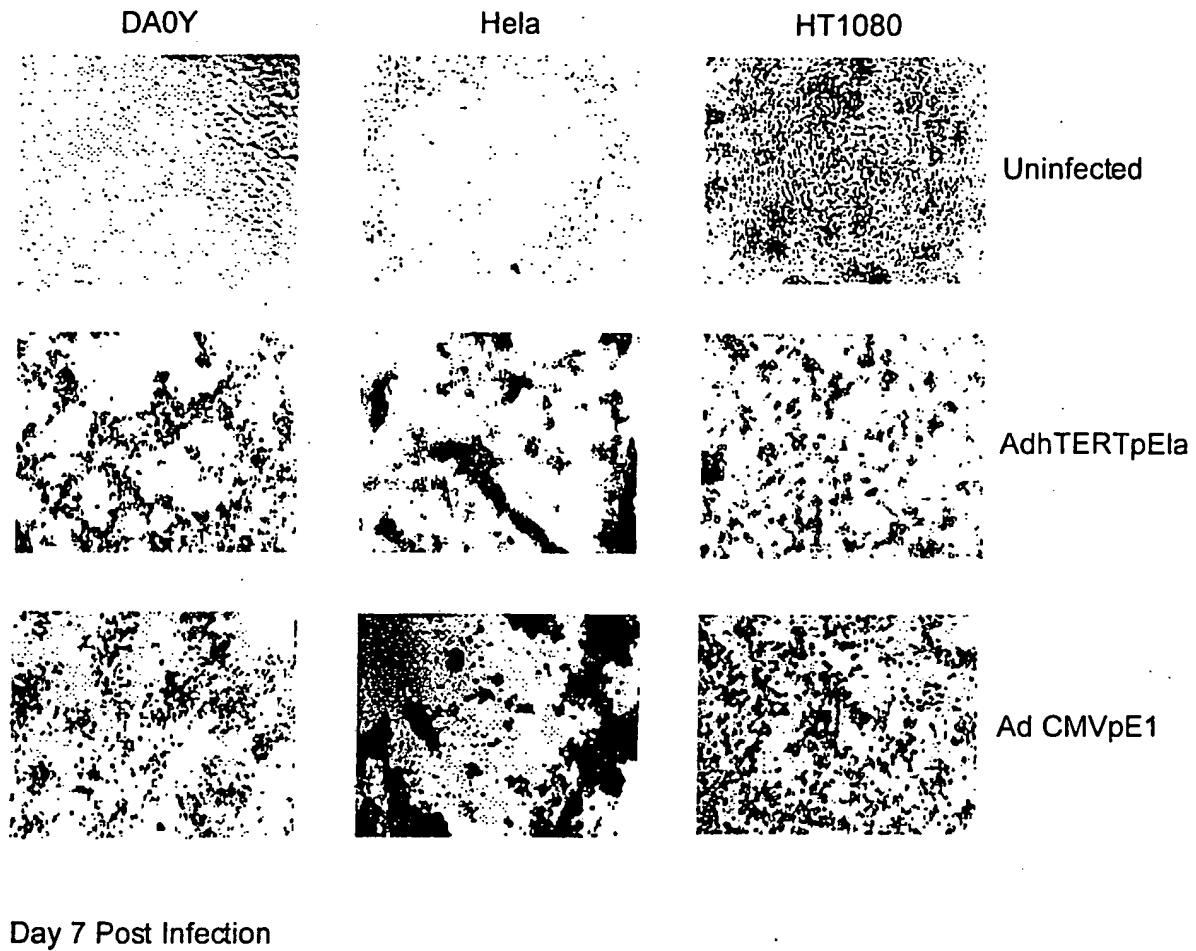 DA0Y
Hela
HT1080
Uninfected
AdhTERTpEla
Ad CMVpE1
Day 7 Post Infection